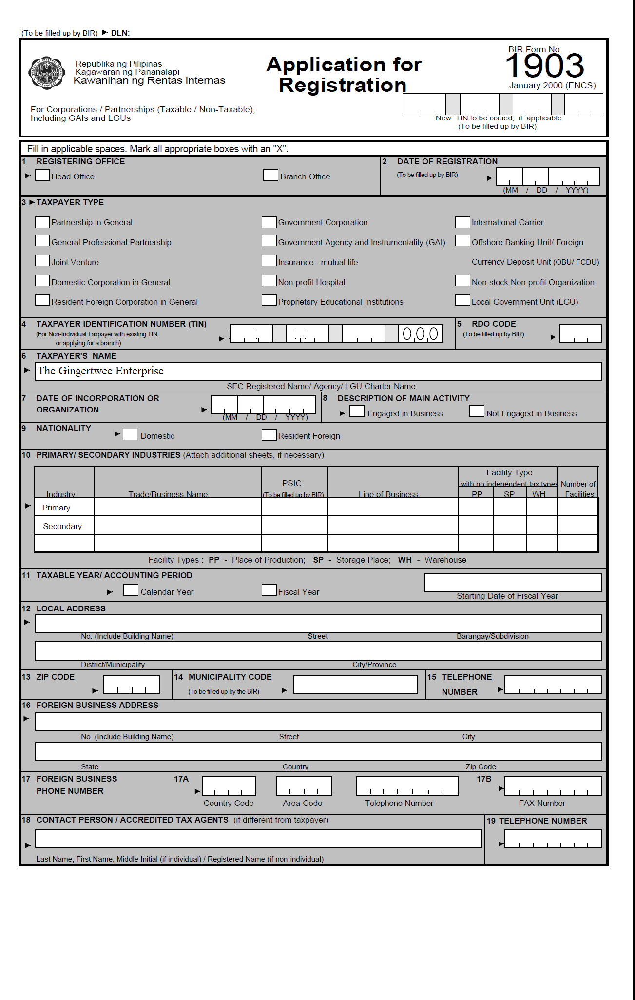 (To be filled up by BIR) DLN:
Republika ng Pilipinas
Kagawaran ng Pananalapi
Kawanihan ng Rentas Internas
Application for
Registration
BIR Form No.
1903
January 2000 (ENCS)
For Corporations / Partnerships (Taxable / Non-Taxable),
Including GAIs and LGUs
New TIN to be issued, if applicable
(To be filled up by BIR)
Fill in applicable spaces. Mark all appropriate boxes with an "X".
1 REGISTERING OFFICE
Head Office Branch Office
2 DATE OF REGISTRATION
(To be filled up by BIR)
(MM / DD / YYYY)
3 TAXPAYER TYPE
Partnership in General Government Corporation International Carrier
General Professional Partnership Government Agency and Instrumentality (GAI) Offshore Banking Unit/ Foreign
Joint Venture Insurance - mutual life Currency Deposit Unit (OBU/ FCDU)
Domestic Corporation in General Non-profit Hospital Non-stock Non-profit Organization
Resident Foreign Corporation in General Proprietary Educational Institutions Local Government Unit (LGU)
4 TAXPAYER IDENTIFICATION NUMBER (TIN)
(For Non-Individual Taxpayer with existing TIN
or applying for a branch)
0 0 0
5 RDO CODE
(To be filled up by BIR)
6 TAXPAYER'S NAME
The Gingertwee Enterprise
SEC Registered Name/ Agency/ LGU Charter Name
7 DATE OF INCORPORATION OR
ORGANIZATION
(MM / DD / YYYY)
8 DESCRIPTION OF MAIN ACTIVITY
Engaged in Business Not Engaged in Business
9 NATIONALITY
Domestic Resident Foreign
10 PRIMARY/ SECONDARY INDUSTRIES (Attach additional sheets, if necessary)
Facility Type
PSIC with no independent tax types Number of
Industry Trade/Business Name (To be filled up by BIR) Line of Business PP SP WH Facilities
Primary
Secondary
Facility Types : PP - Place of Production; SP - Storage Place; WH - Warehouse
11 TAXABLE YEAR/ ACCOUNTING PERIOD
Calendar Year Fiscal Year
Starting Date of Fiscal Year
12 LOCAL ADDRESS
No. (Include Building Name) Street Barangay/Subdivision
District/Municipality City/Province
13 ZIP CODE
14 MUNICIPALITY CODE
(To be filled up by the BIR)
15 TELEPHONE
NUMBER
16 FOREIGN BUSINESS ADDRESS
No. (Include Building Name) Street City
State Country Zip Code
17 FOREIGN BUSINESS
PHONE NUMBER
17A
Country Code Area Code Telephone Number
17B
FAX Number
18 CONTACT PERSON / ACCREDITED TAX AGENTS (if different from taxpayer)
19 TELEPHONE NUMBER
Last Name, First Name, Middle Initial (if individual) / Registered Name (if non-individual)